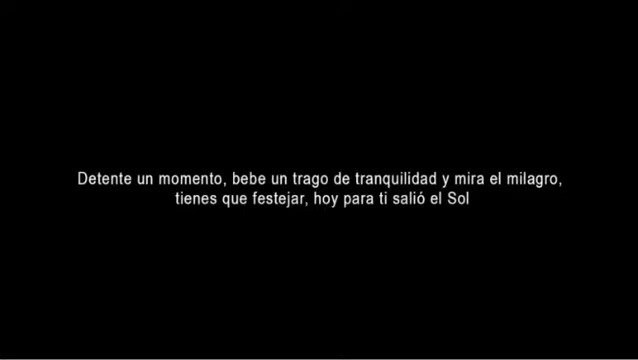 Detente un momento, bebe un trago de tranquilidad y mira el milagro,
tienes que festejar, hoy para ti salió el Sol